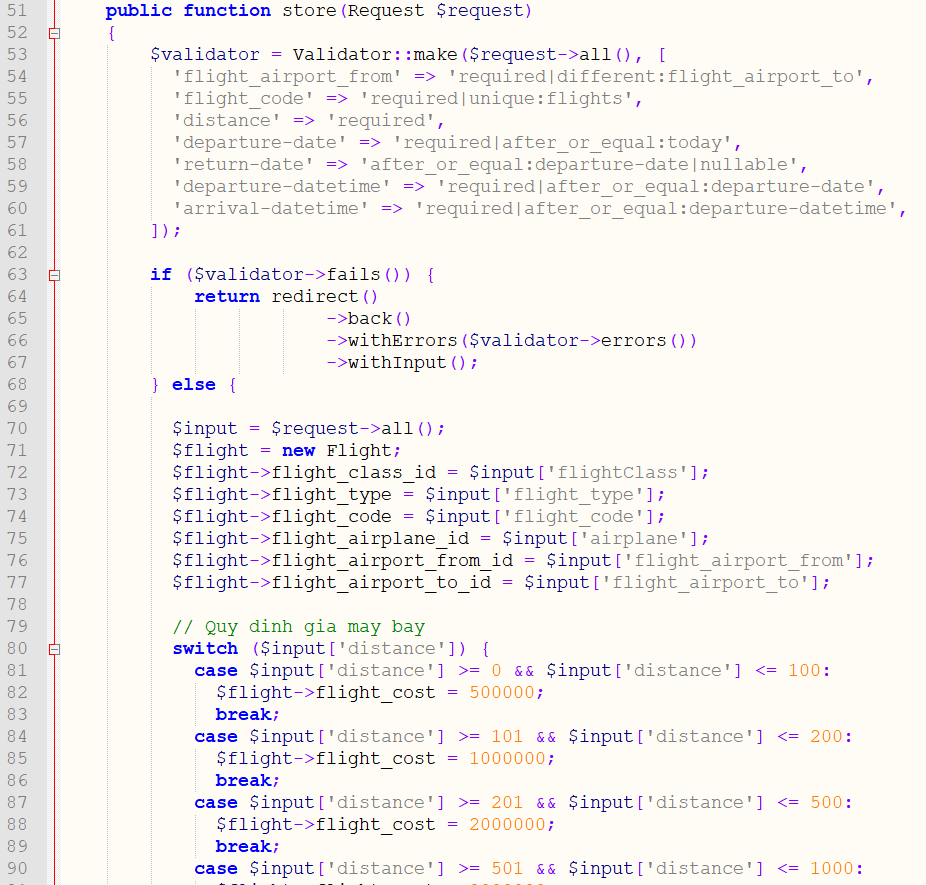 51 public function store(Request $request)
52 {
53 $validator = Validator::make($request->all(), [
54 'flight_airport_from' => 'required|different:flight_airport_to',
55 'flight_code' => 'required|unique:flights',
56 'distance' => 'required',
57 'departure-date' => 'required|after_or_equal:today',
58 'return-date' => 'after_or_equal:departure-date|nullable',
59 'departure-datetime' => 'required|after_or_equal:departure-date',
60 'arrival-datetime' => 'required|after_or_equal:departure-datetime',
61 ]);
62
63 if ($validator->fails()) {
64 return redirect()
65 ->back()
66 ->withErrors($validator->errors())
67 ->withInput();
68 } else {
69
70 $input = $request->all();
71 $flight = new Flight;
72 $flight->flight_class_id = $input['flightClass'];
73 $flight->flight_type = $input['flight_type'];
74 $flight->flight_code = $input['flight_code'];
75 $flight->flight_airplane_id = $input['airplane'];
76 $flight->flight_airport_from_id = $input['flight_airport_from'];
77 $flight->flight_airport_to_id = $input['flight_airport_to'];
78
79 // Quy dinh gia may bay
80 switch ($input['distance']) {
81 case $input['distance'] >= 0 && $input['distance'] <= 100:
82 $flight->flight_cost = 500000;
83 break;
84 case $input['distance'] >= 101 && $input['distance'] <= 200:
85 $flight->flight_cost = 1000000;
86 break;
87 case $input['distance'] >= 201 && $input['distance'] <= 500:
88 $flight->flight_cost = 2000000;
89 break;
90 case $input['distance'] >= 501 && $input['distance'] <= 1000: